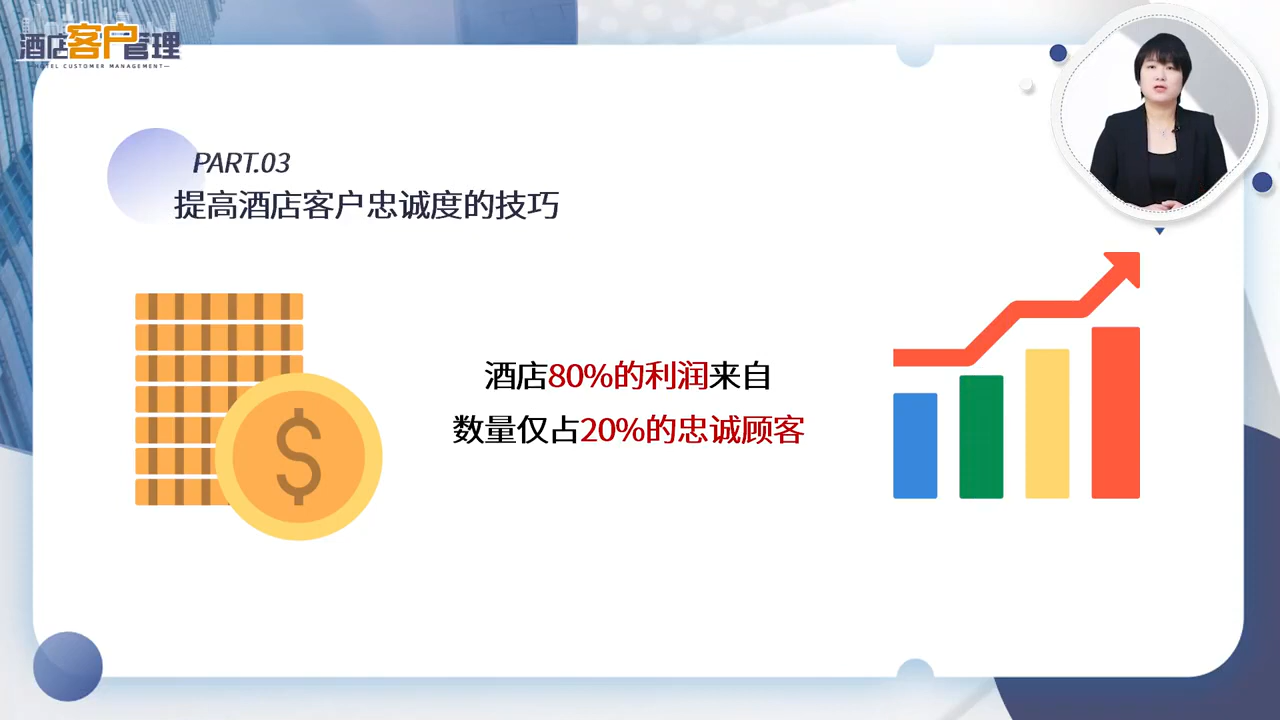 酒店客户管理
HOTEL CUSTOMER MANAGEMENT
PART.03
提高酒店客户忠诚度的技巧
酒店80%的利润来自
数量仅占20%的忠诚顾客
$